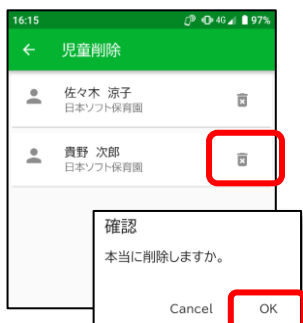 16:15 4G 97%
児童削除
佐々木 涼子
日本ソフト保育園
貴野 次郎
日本ソフト保育園
確認
本当に削除しますか。
Cancel OK